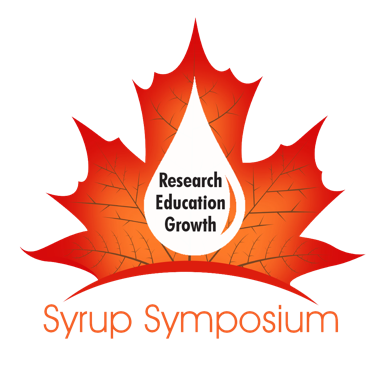 Research
Education
Growth
Syrup Symposium